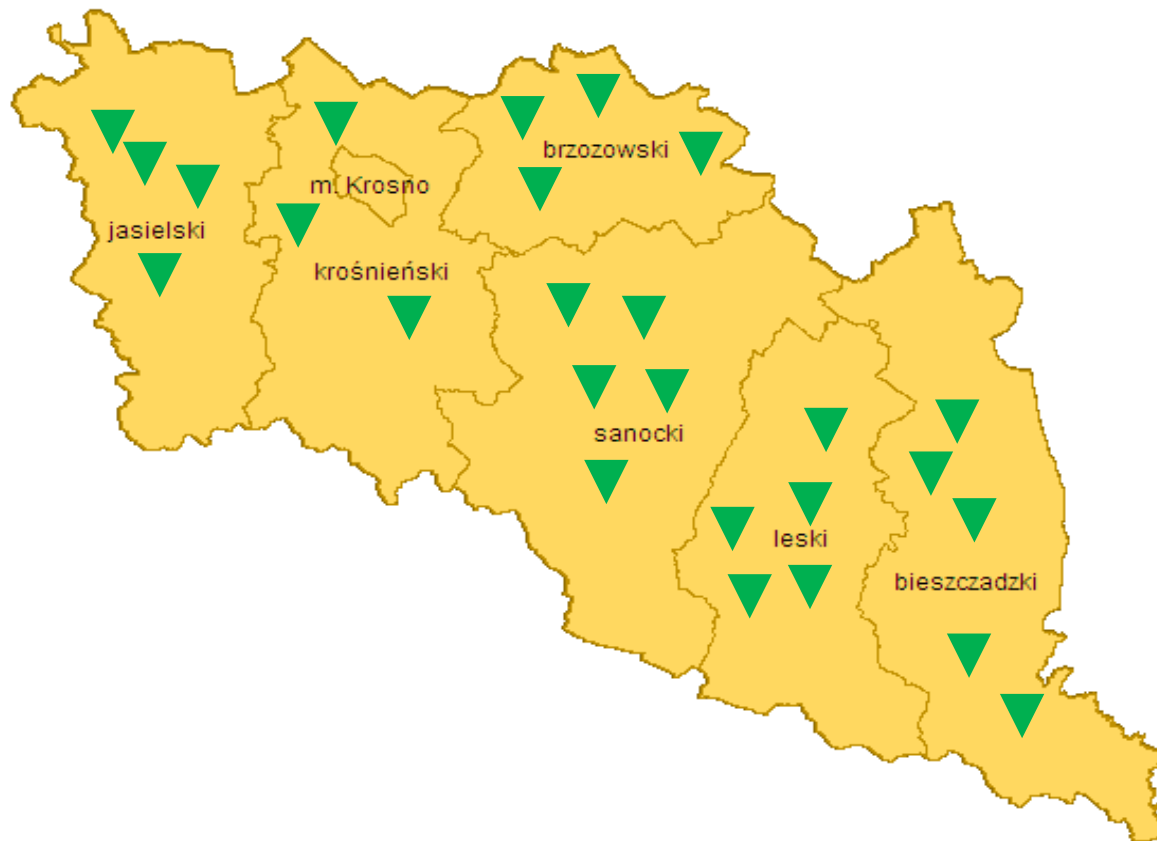 brzozowski
m. Krosno
jasielski
krośnieński
sanocki
leski
bieszczadzki